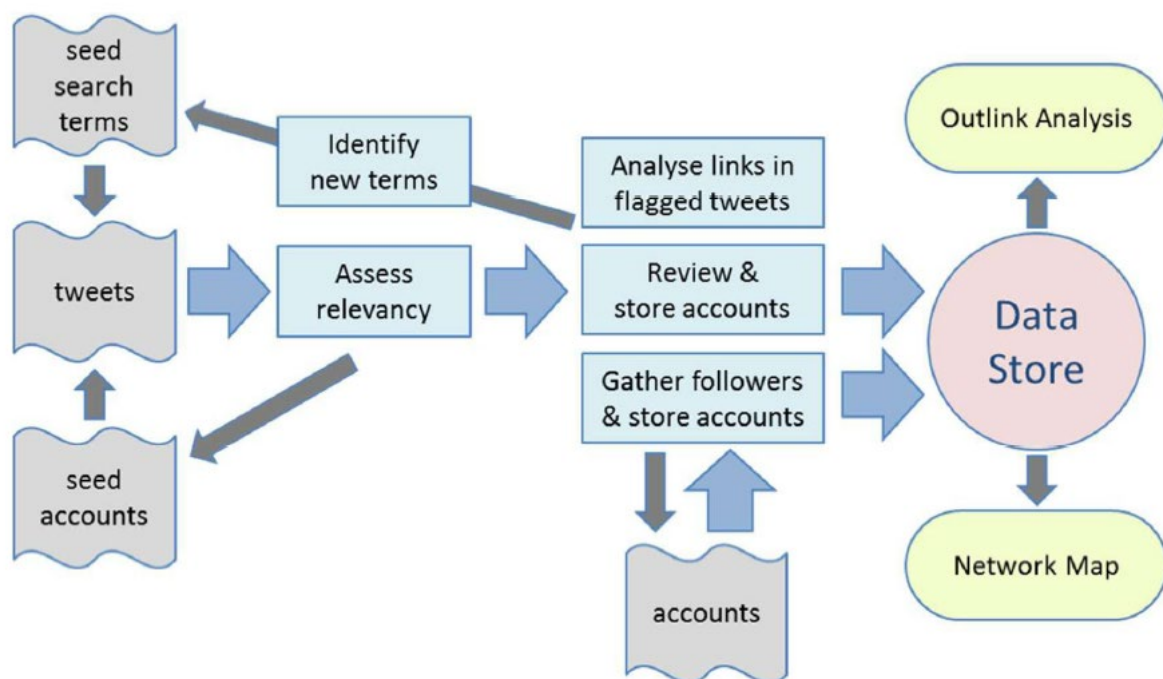 seed
search
terms
Identify
new terms
Analyse links in
flagged tweets
Outlink Analysis
tweets
Assess
relevancy
Review &
store accounts
Data
Store
Gather followers
& store accounts
seed
accounts
accounts
Network Map